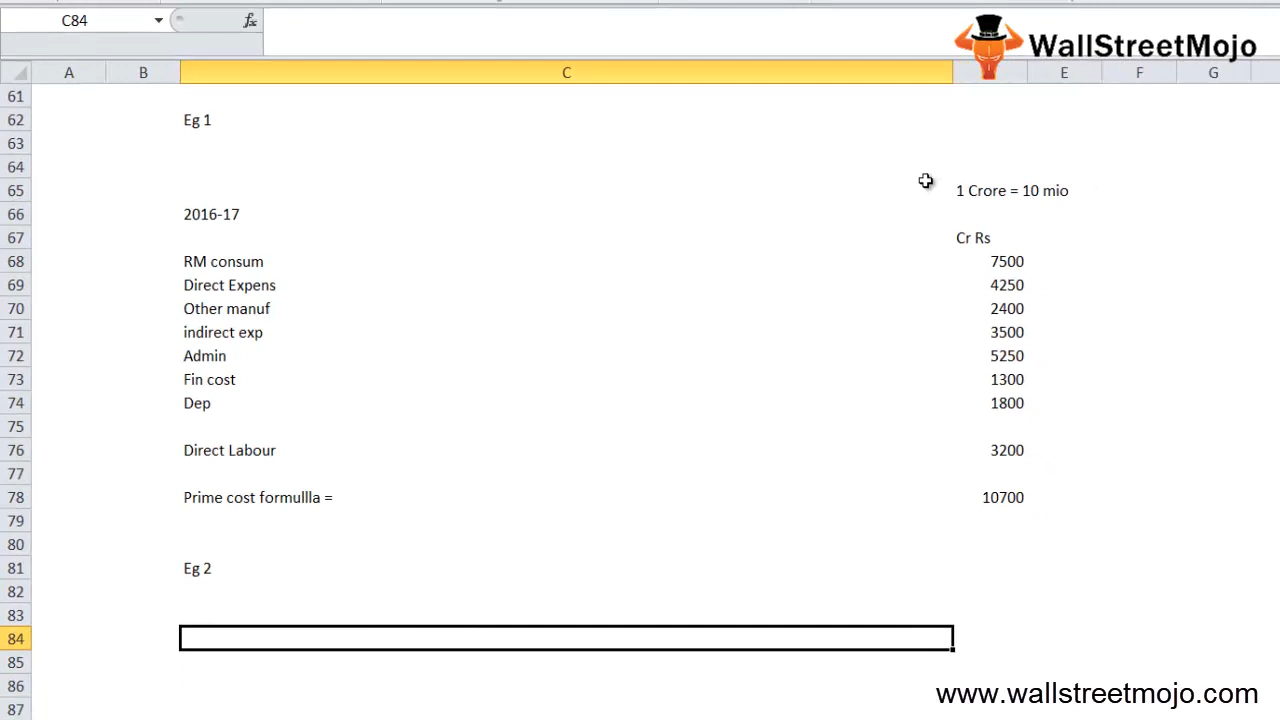 C84 fx
WallStreetMojo
A B C E F G
61
62 Eg 1
63
64
65 1 Crore = 10 mio
66 2016-17
67 Cr Rs
68 RM consum 7500
69 Direct Expens 4250
70 Other manuf 2400
71 indirect exp 3500
72 Admin 5250
73 Fin cost 1300
74 Dep 1800
75
76 Direct Labour 3200
77
78 Prime cost formullla = 10700
79
80
81 Eg 2
82
83
84
85
86
87
www.wallstreetmojo.com